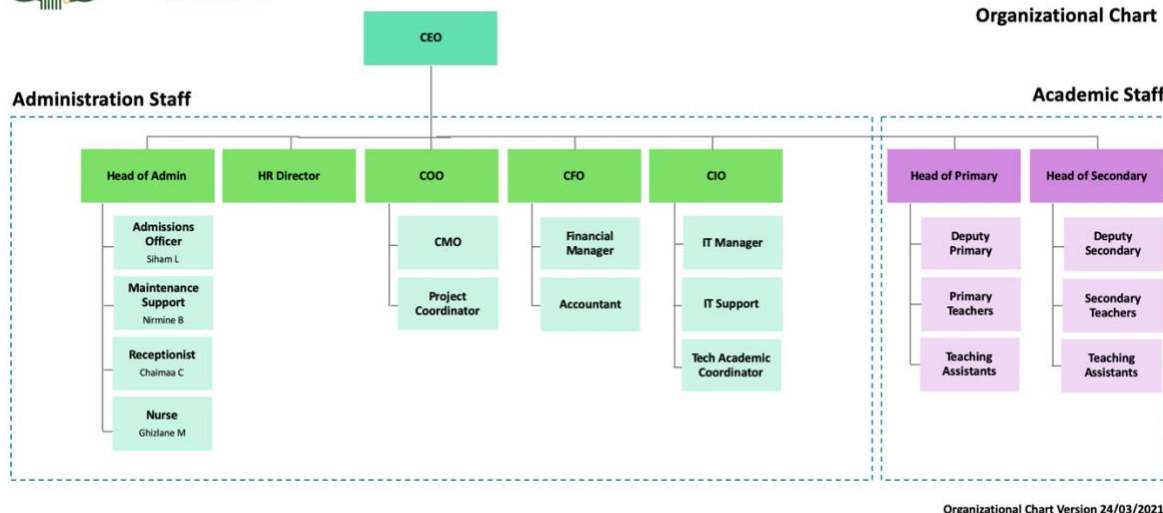 Organizational Chart
CEO
Administration Staff
Academic Staff
Head of Admin
HR Director
COO
CFO
CIO
Head of Primary
Head of Secondary
Admissions
Officer
Siham L
Maintenance
Support
Nirmine B
Receptionist
Chaimaa C
Nurse
Ghizlane M
CMO
Project
Coordinator
Financial
Manager
Accountant
IT Manager
IT Support
Tech Academic
Coordinator
Deputy
Primary
Primary
Teachers
Teaching
Assistants
Deputy
Secondary
Secondary
Teachers
Teaching
Assistants
Organizational Chart Version 24/03/2021